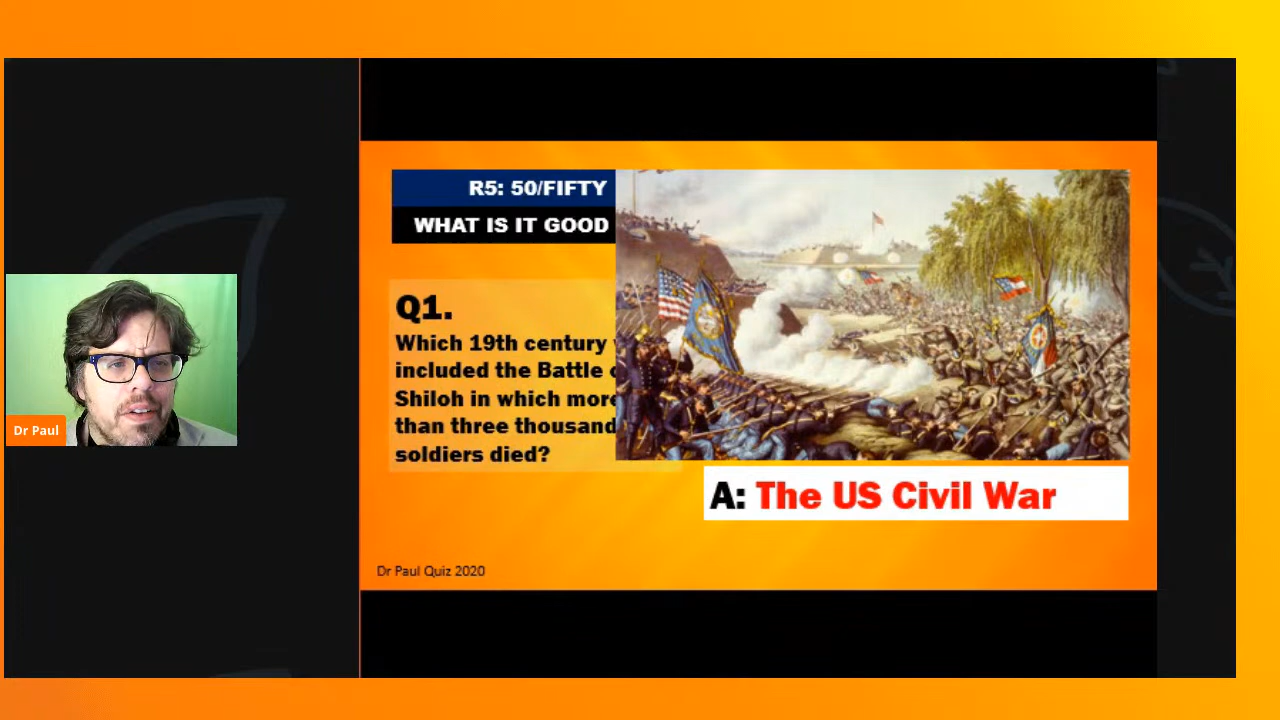 R5: 50/FIFTY
WHAT IS IT GOOD
Q1.
Which 19th century
included the Battle
Shiloh in which more
than three thousand
soldiers died?
A: The US Civil War
Dr Paul
Dr Paul Quiz 2020